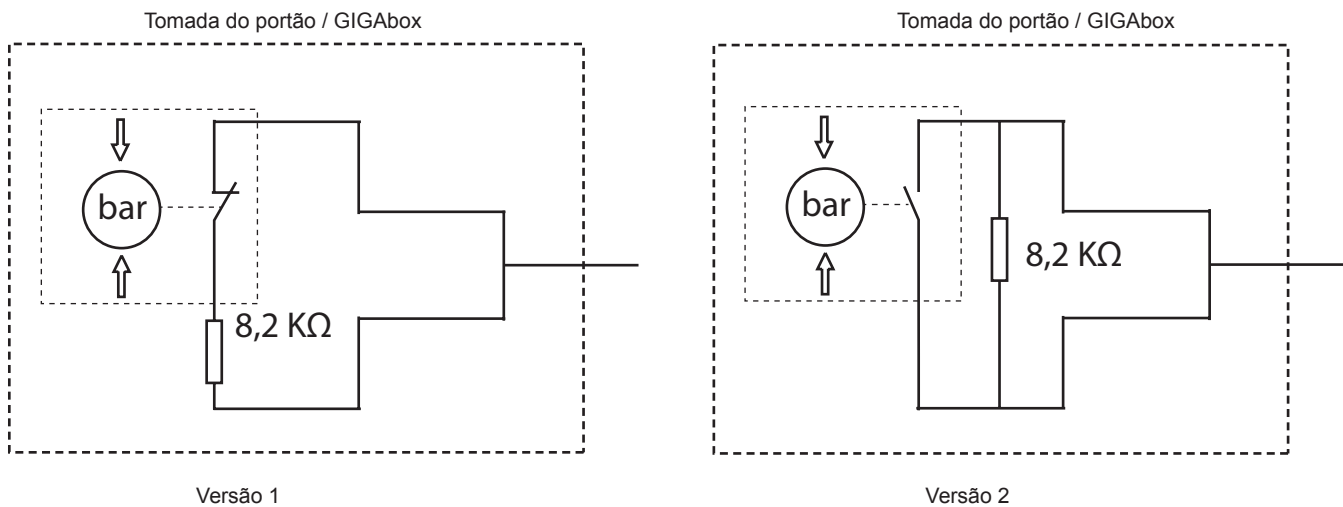 Tomada do portão / GIGAbox
bar
8,2 KΩ
Versão 1
Tomada do portão / GIGAbox
bar
8,2 KΩ
Versão 2